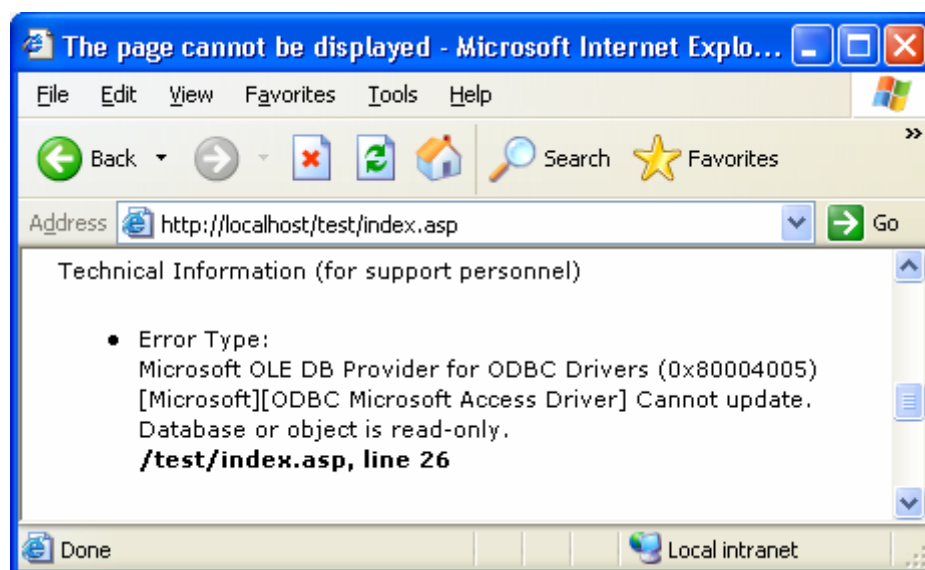 The page cannot be displayed - Microsoft Internet Explo...
File Edit View Favorites Tools Help
Back Search Favorites »
Address http://localhost/test/index.asp Go
Technical Information (for support personnel)
• Error Type:
Microsoft OLE DB Provider for ODBC Drivers (0x80004005)
[Microsoft][ODBC Microsoft Access Driver] Cannot update.
Database or object is read-only.
/test/index.asp, line 26
Done Local intranet